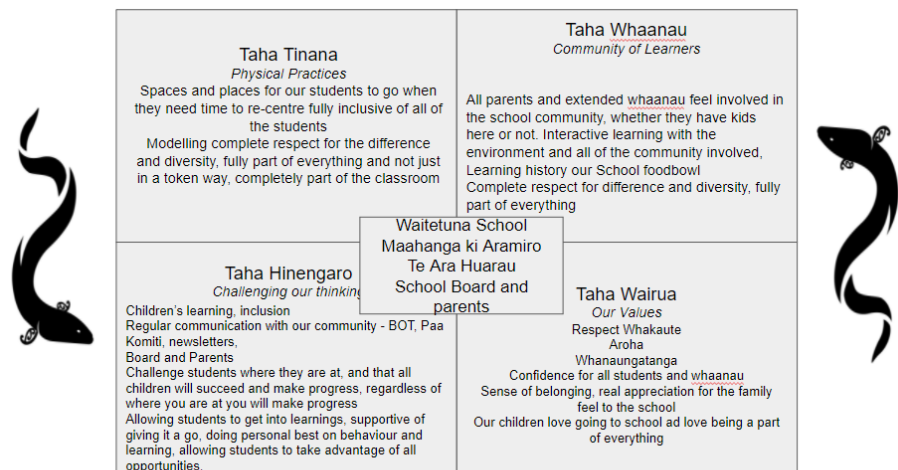 Taha Tinana
Physical Practices
Spaces and places for our students to go when
they need time to re-centre fully inclusive of all of
the students
Modelling complete respect for the difference
and diversity, fully part of everything and not just
in a token way, completely part of the classroom
Taha Whaanau
Community of Learners
All parents and extended whaanau feel involved in
the school community, whether they have kids
here or not. Interactive learning with the
environment and all of the community involved,
Learning history our School foodbowl
Complete respect for difference and diversity, fully
part of everything
Waitetuna School
Maahanga ki Aramiro
Te Ara Huarau
School Board and
parents
Taha Hinengaro
Challenging our thinking
Children's learning, inclusion
Regular communication with our community - BOT, Paa
Komiti, newsletters,
Board and Parents
Challenge students where they are at, and that all
children will succeed and make progress, regardless of
where you are at you will make progress
Allowing students to get into learnings, supportive of
giving it a go, doing personal best on behaviour and
learning, allowing students to take advantage of all
opportunities.
Taha Wairua
Our Values
Respect Whakaute
Aroha
Whanaungatanga
Confidence for all students and whaanau
Sense of belonging, real appreciation for the family
feel to the school
Our children love going to school ad love being a part
of everything